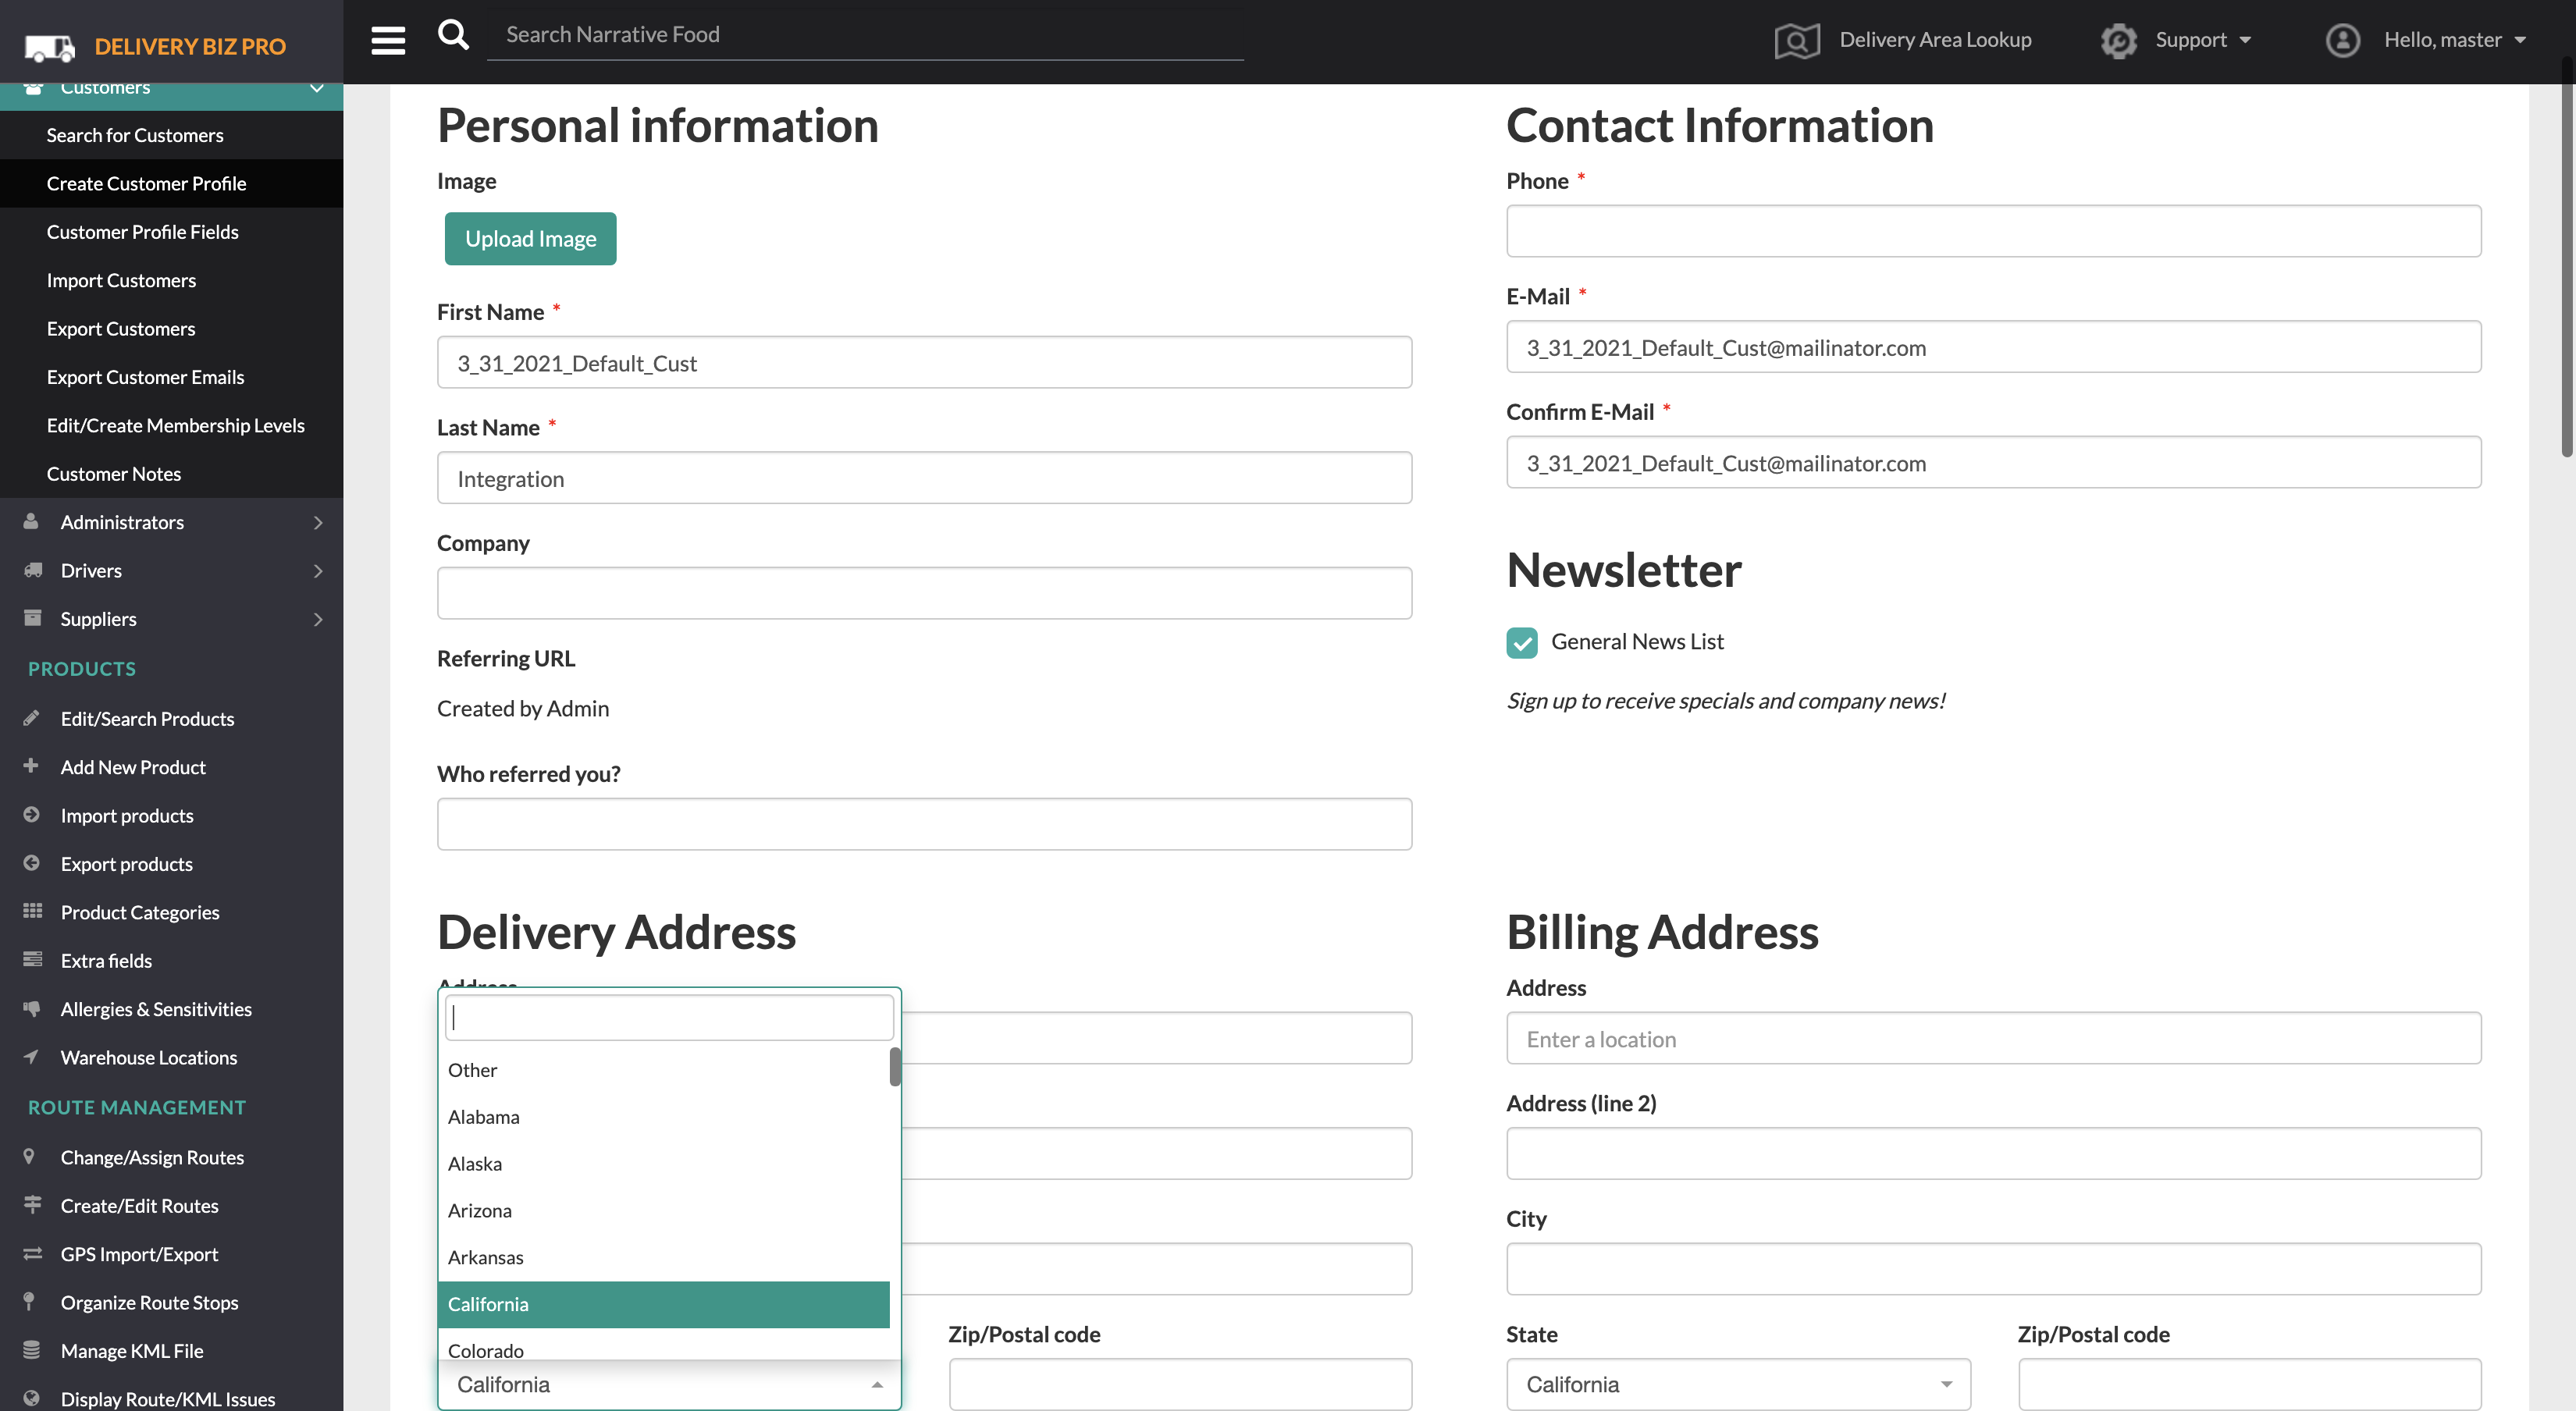 DELIVERY BIZ PRO
Search Narrative Food
Delivery Area Lookup
Support
Hello, master
Customers
Search for Customers
Create Customer Profile
Customer Profile Fields
Import Customers
Export Customers
Export Customer Emails
Edit/Create Membership Levels
Customer Notes
Administrators
Drivers
Suppliers
PRODUCTS
Edit/Search Products
Add New Product
Import products
Export products
Product Categories
Extra fields
Allergies & Sensitivities
Warehouse Locations
ROUTE MANAGEMENT
Change/Assign Routes
Create/Edit Routes
GPS Import/Export
Organize Route Stops
Manage KML File
Display Route/KML Issues
Personal information
Image
Upload Image
First Name *
3_31_2021_Default_Cust
Last Name *
Integration
Company
Referring URL
Created by Admin
Who referred you?
Contact Information
Phone *
E-Mail *
3_31_2021_Default_Cust@mailinator.com
Confirm E-Mail *
3_31_2021_Default_Cust@mailinator.com
Newsletter
General News List
Sign up to receive specials and company news!
Delivery Address
Address
Other
Alabama
Alaska
Arizona
Arkansas
California
Colorado
California
Zip/Postal code
Billing Address
Address
Enter a location
Address (line 2)
City
State
Zip/Postal code
California